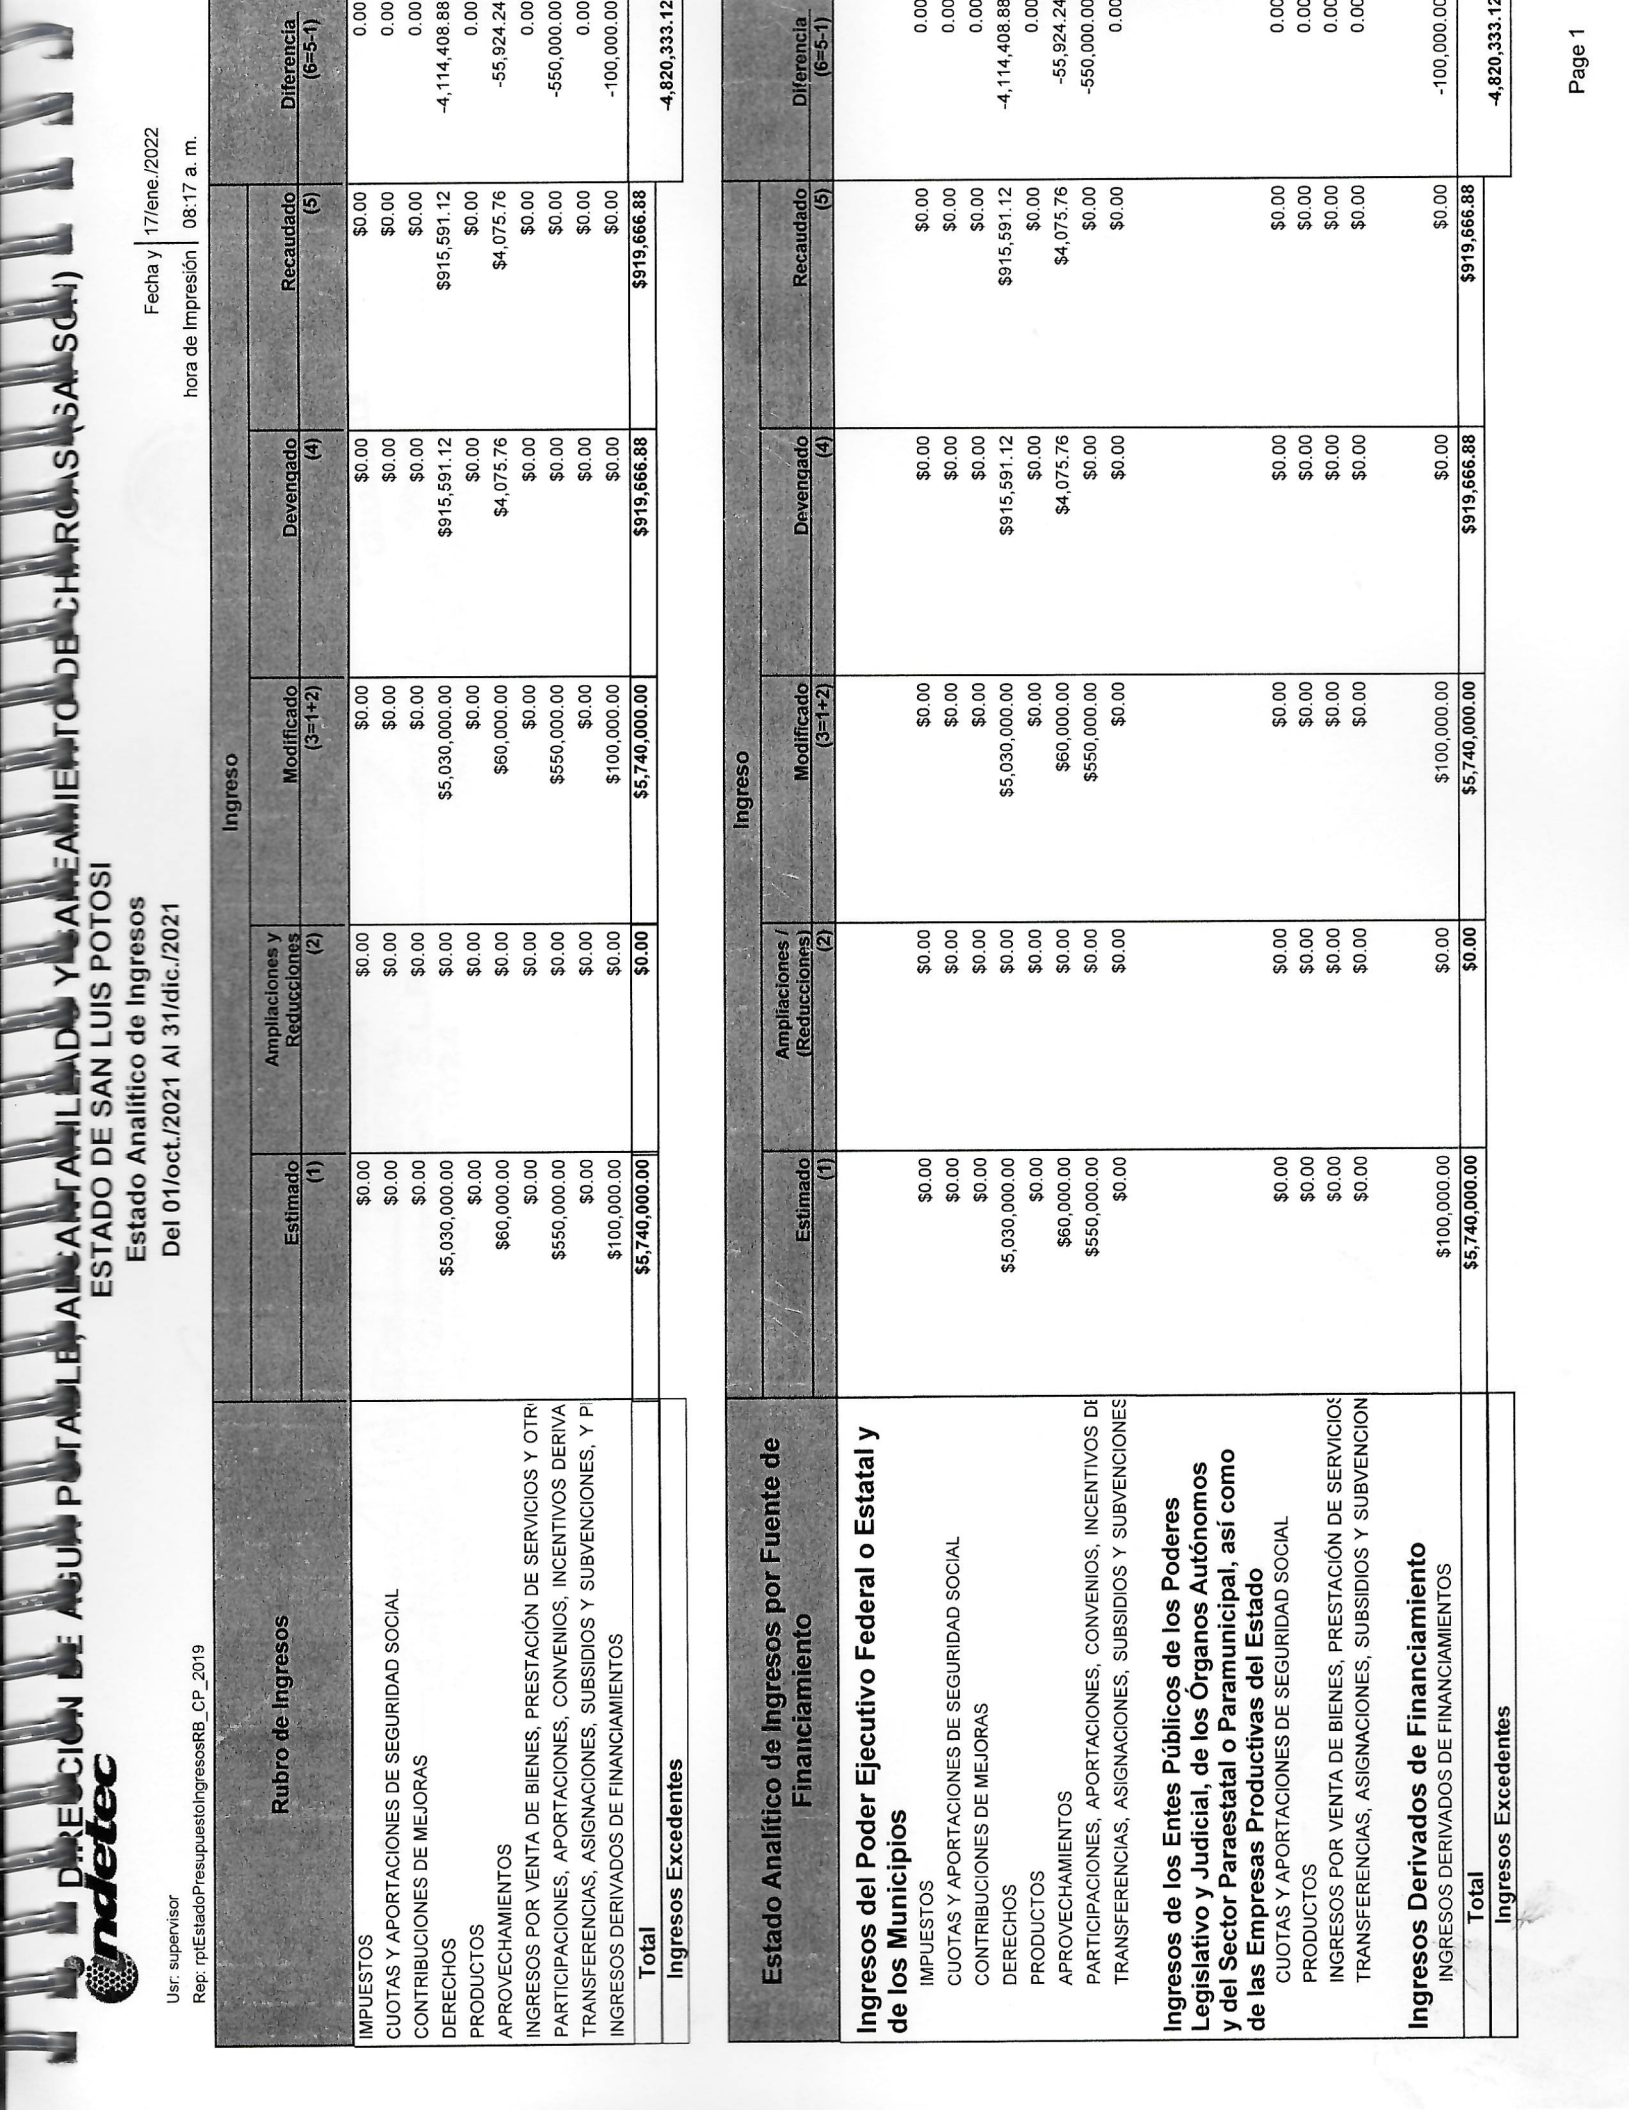 DIRECCION DE AGUA POTABLE, ALCANTARILLADO Y SANEAMIENTO DE CHARCAS (SAPSCH)
ESTADO DE SAN LUIS POTOSI
Estado Analítico de Ingresos
Del 01/oct./2021 Al 31/dic./2021
indetec
Usr: supervisor
Rep: rptEstadoPresupuestoIngresosRB_CP_2019
Fecha y 17/ene./2022
hora de Impresión 08:17 a. m.
Rubro de Ingresos Ingreso
Estimado Ampliaciones y Reducciones Modificado Devengado Recaudado Diferencia
(1) (2) (3=1+2) (4) (5) (6=5-1)
IMPUESTOS $0.00 $0.00 $0.00 $0.00 $0.00 0.00
CUOTAS Y APORTACIONES DE SEGURIDAD SOCIAL $0.00 $0.00 $0.00 $0.00 $0.00 0.00
CONTRIBUCIONES DE MEJORAS $0.00 $0.00 $0.00 $0.00 $0.00 0.00
DERECHOS $5,030,000.00 $0.00 $5,030,000.00 $915,591.12 $915,591.12 -4,114,408.88
PRODUCTOS $0.00 $0.00 $0.00 $0.00 $0.00 0.00
APROVECHAMIENTOS $60,000.00 $0.00 $60,000.00 $4,075.76 $4,075.76 -55,924.24
INGRESOS POR VENTA DE BIENES, PRESTACIÓN DE SERVICIOS Y OTR $0.00 $0.00 $0.00 $0.00 $0.00 0.00
PARTICIPACIONES, APORTACIONES, CONVENIOS, INCENTIVOS DERIVA $550,000.00 $0.00 $550,000.00 $0.00 $0.00 -550,000.00
TRANSFERENCIAS, ASIGNACIONES, SUBSIDIOS Y SUBVENCIONES, Y P $0.00 $0.00 $0.00 $0.00 $0.00 0.00
INGRESOS DERIVADOS DE FINANCIAMIENTOS $100,000.00 $0.00 $100,000.00 $0.00 $0.00 -100,000.00
Total $5,740,000.00 $0.00 $5,740,000.00 $919,666.88 $919,666.88
Ingresos Excedentes -4,820,333.12
Estado Analítico de Ingresos por Fuente de Financiamiento Ingreso
Estimado Ampliaciones / (Reducciones) Modificado Devengado Recaudado Diferencia
(1) (2) (3=1+2) (4) (5) (6=5-1)
Ingresos del Poder Ejecutivo Federal o Estatal y
de los Municipios
IMPUESTOS $0.00 $0.00 $0.00 $0.00 $0.00 0.00
CUOTAS Y APORTACIONES DE SEGURIDAD SOCIAL $0.00 $0.00 $0.00 $0.00 $0.00 0.00
CONTRIBUCIONES DE MEJORAS $0.00 $0.00 $0.00 $0.00 $0.00 0.00
DERECHOS $5,030,000.00 $0.00 $5,030,000.00 $915,591.12 $915,591.12 -4,114,408.88
PRODUCTOS $0.00 $0.00 $0.00 $0.00 $0.00 0.00
APROVECHAMIENTOS $60,000.00 $0.00 $60,000.00 $4,075.76 $4,075.76 -55,924.24
PARTICIPACIONES, APORTACIONES, CONVENIOS, INCENTIVOS DE $550,000.00 $0.00 $550,000.00 $0.00 $0.00 -550,000.00
TRANSFERENCIAS, ASIGNACIONES, SUBSIDIOS Y SUBVENCIONES $0.00 $0.00 $0.00 $0.00 $0.00 0.00
Ingresos de los Entes Públicos de los Poderes
Legislativo y Judicial, de los Órganos Autónomos
y del Sector Paraestatal o Paramunicipal, así como
de las Empresas Productivas del Estado
CUOTAS Y APORTACIONES DE SEGURIDAD SOCIAL $0.00 $0.00 $0.00 $0.00 $0.00 0.00
PRODUCTOS $0.00 $0.00 $0.00 $0.00 $0.00 0.00
INGRESOS POR VENTA DE BIENES, PRESTACIÓN DE SERVICIOS $0.00 $0.00 $0.00 $0.00 $0.00 0.00
TRANSFERENCIAS, ASIGNACIONES, SUBSIDIOS Y SUBVENCION $0.00 $0.00 $0.00 $0.00 $0.00 0.00
Ingresos Derivados de Financiamiento
INGRESOS DERIVADOS DE FINANCIAMIENTOS $100,000.00 $0.00 $100,000.00 $0.00 $0.00 -100,000.00
Total $5,740,000.00 $0.00 $5,740,000.00 $919,666.88 $919,666.88
Ingresos Excedentes -4,820,333.12
Page 1